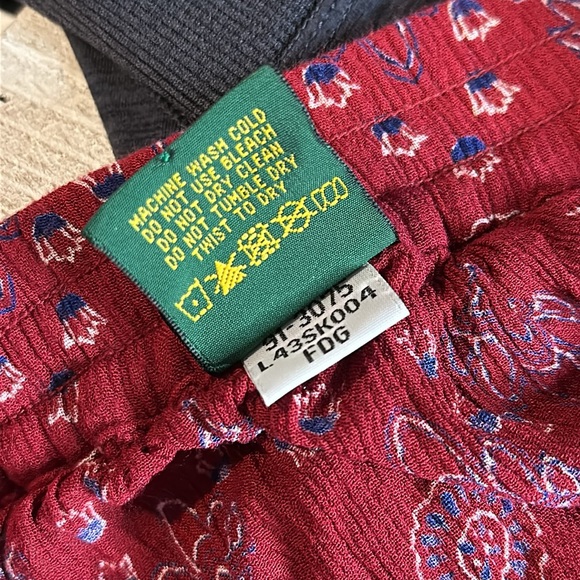 MACHINE WASH COLD
DO NOT USE BLEACH
DO NOT DRY CLEAN
DO NOT TUMBLE DRY
TWIST TO DRY
L43SK004
FDG